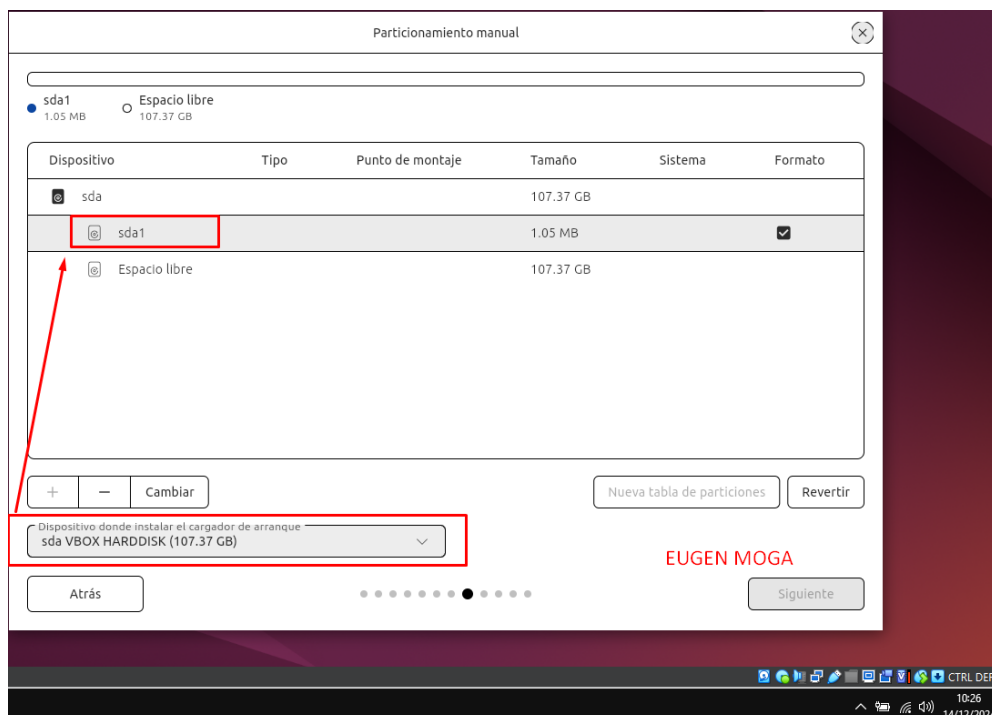 Particionamiento manual
sda1
1.05 MB
Espacio libre
107.37 GB
Dispositivo Tipo Punto de montaje Tamaño Sistema Formato
sda 107.37 GB
sda1 1.05 MB
Espacio libre 107.37 GB
+ − Cambiar
Nueva tabla de particiones Revertir
Dispositivo donde instalar el cargador de arranque
sda VBOX HARDDISK (107.37 GB)
EUGEN MOGA
Atrás Siguiente
CTRL DER
10:26